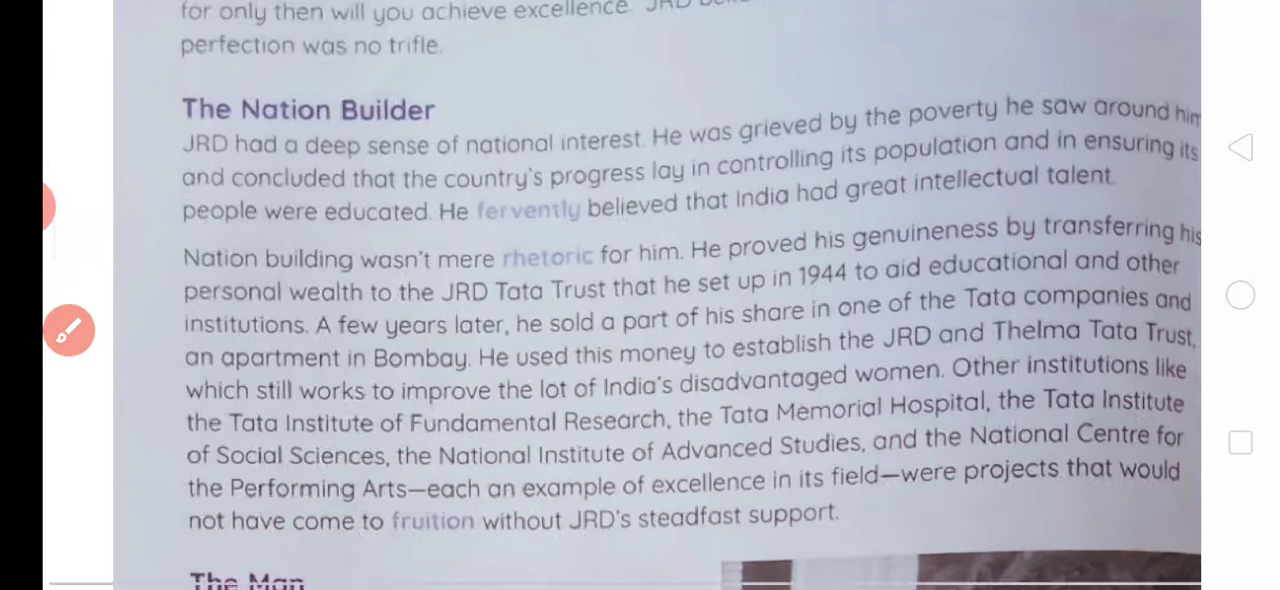 for only then will you achieve excellence. JRD
perfection was no trifle.
The Nation Builder
JRD had a deep sense of national interest. He was grieved by the poverty he saw around him
and concluded that the country's progress lay in controlling its population and in ensuring its
people were educated. He fervently believed that India had great intellectual talent.
Nation building wasn't mere rhetoric for him. He proved his genuineness by transferring his
personal wealth to the JRD Tata Trust that he set up in 1944 to aid educational and other
institutions. A few years later, he sold a part of his share in one of the Tata companies and
an apartment in Bombay. He used this money to establish the JRD and Thelma Tata Trust,
which still works to improve the lot of India's disadvantaged women. Other institutions like
the Tata Institute of Fundamental Research, the Tata Memorial Hospital, the Tata Institute
of Social Sciences, the National Institute of Advanced Studies, and the National Centre for
the Performing Arts—each an example of excellence in its field—were projects that would
not have come to fruition without JRD's steadfast support.
The Man